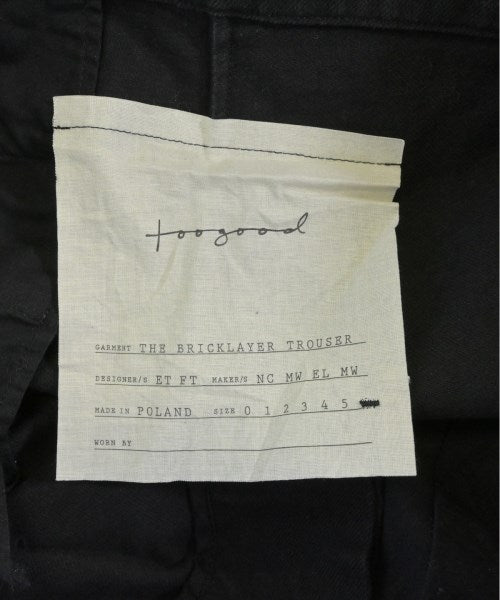 toogood
GARMENT THE BRICKLAYER TROUSER
DESIGNER/S ET FT MAKER/S NC MW EL MW
MADE IN POLAND SIZE 0 1 2 3 4 5
WORN BY